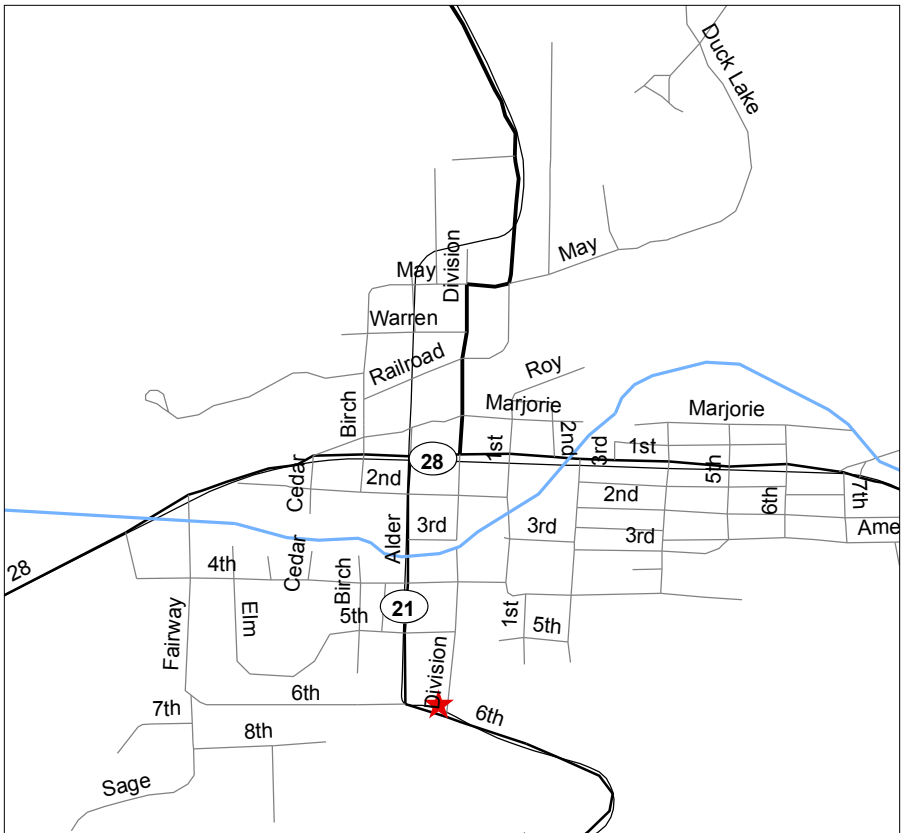 Duck Lake
May
Division
May
Warren
Railroad
Roy
Birch
Marjorie
Marjorie
1st
2nd
3rd
1st
28
5th
Cedar
2nd
2nd
6th
7th
Alder
3rd
3rd
3rd
Ame
28
4th
Cedar
Birch
Elm
21
5th
1st
5th
Fairway
Division
6th
7th
6th
8th
Sage